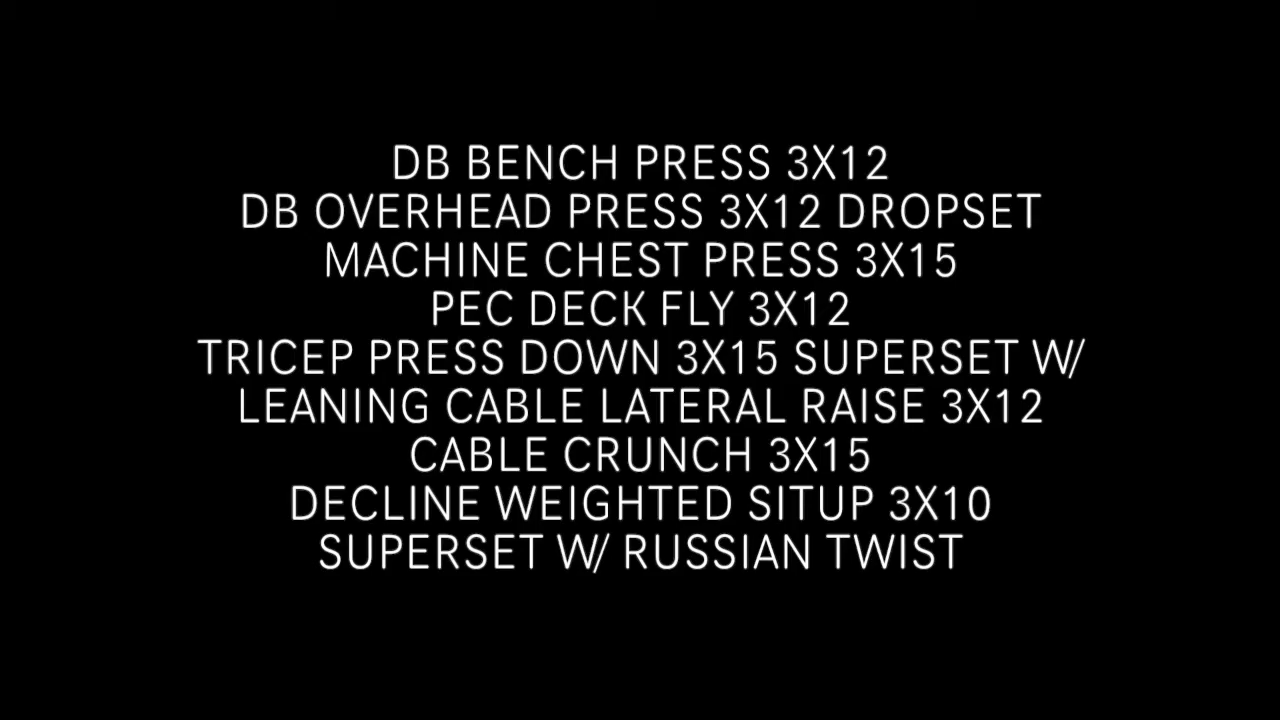 DB BENCH PRESS 3X12
DB OVERHEAD PRESS 3X12 DROPSET
MACHINE CHEST PRESS 3X15
PEC DECK FLY 3X12
TRICEP PRESS DOWN 3X15 SUPERSET W/
LEANING CABLE LATERAL RAISE 3X12
CABLE CRUNCH 3X15
DECLINE WEIGHTED SITUP 3X10
SUPERSET W/ RUSSIAN TWIST